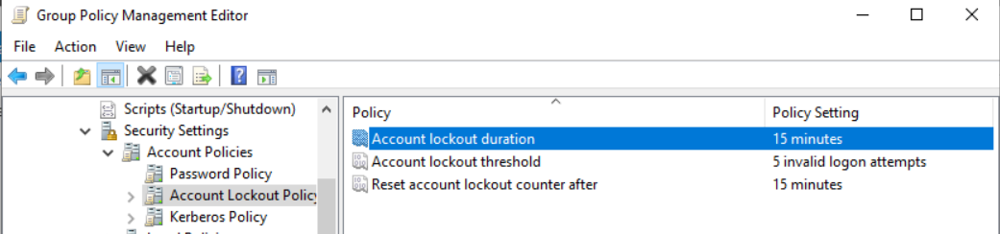 Group Policy Management Editor
File Action View Help
Scripts (Startup/Shutdown)
Security Settings
Account Policies
Password Policy
Account Lockout Policy
Kerberos Policy
Policy Policy Setting
Account lockout duration 15 minutes
Account lockout threshold 5 invalid logon attempts
Reset account lockout counter after 15 minutes